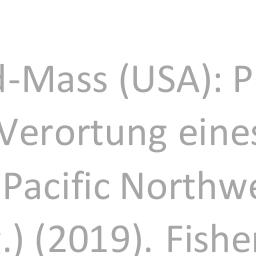 d-Mass (USA): P
Verortung eines
Pacific Northwe
.) (2019). Fisher